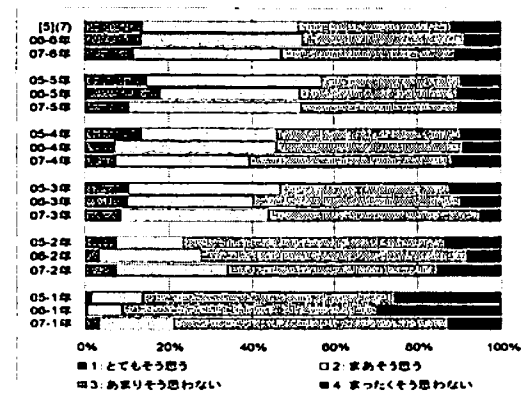 [5](7)
06-6年
07-6年
05-5年
06-5年
07-5年
05-4年
06-4年
07-4年
05-3年
06-3年
07-3年
05-2年
06-2年
07-2年
05-1年
06-1年
07-1年
0% 20% 40% 60% 80% 100%
1:とてもそう思う 2:まあそう思う
3:あまりそう思わない 4 まったくそう思わない